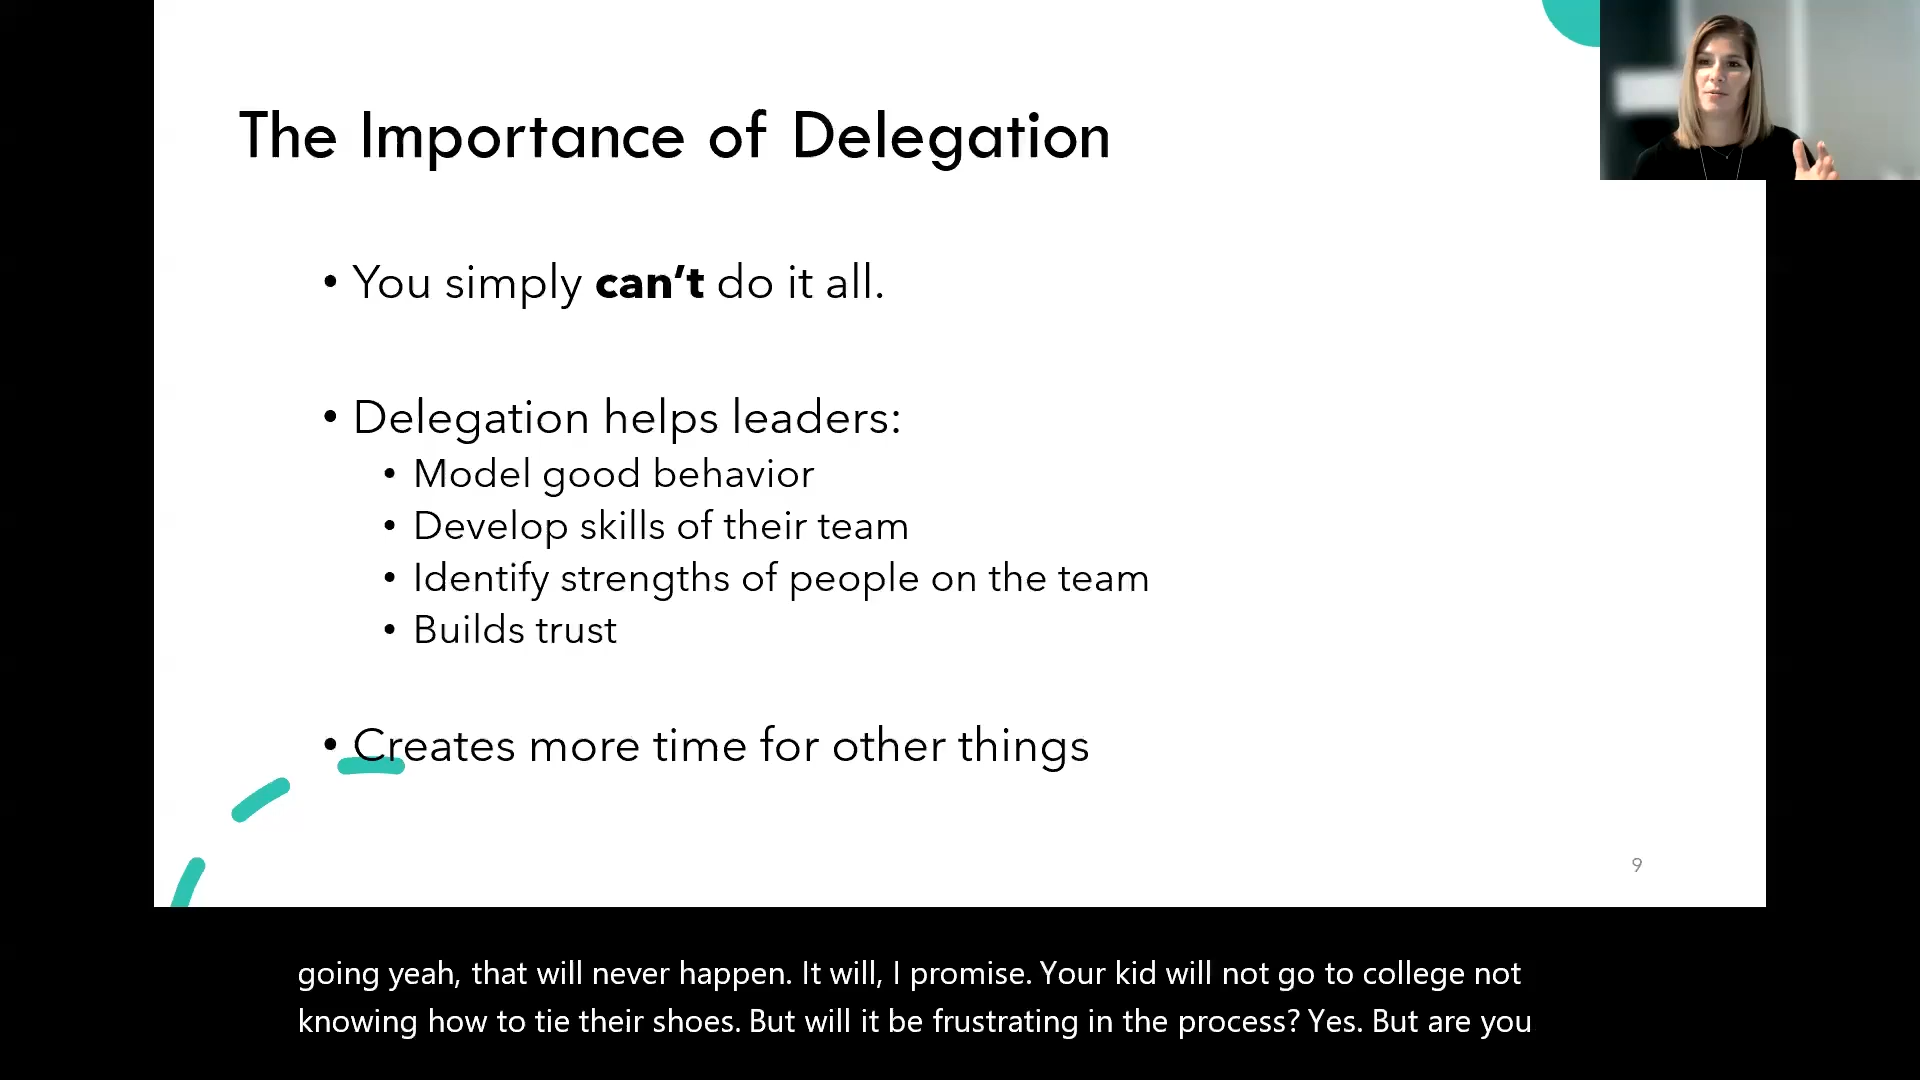 The Importance of Delegation
• You simply can’t do it all.
• Delegation helps leaders:
• Model good behavior
• Develop skills of their team
• Identify strengths of people on the team
• Builds trust
• Creates more time for other things
9
going yeah, that will never happen. It will, I promise. Your kid will not go to college not
knowing how to tie their shoes. But will it be frustrating in the process? Yes. But are you